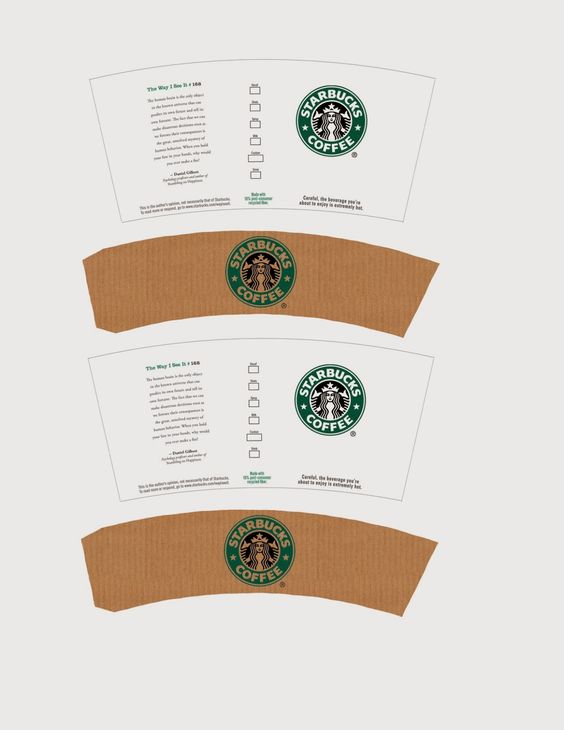 The Way I See It #168
The human brain is the only object
in the known universe that can
predict its own future and tell its
own fortune. The fact that we can
make disastrous decisions even as
we foresee their consequences is
the great, unsolved mystery of
human behavior. When you hold
your fate in your hands, why would
you ever make a fist?
— Daniel Gilbert
Psychology professor and author of
Stumbling on Happiness.
This is the author's opinion, not necessarily that of Starbucks.
To read more or respond, go to www.starbucks.com/wayiseeit.
Decaf
Shots
Syrup
Milk
Custom
Drink
Made with
10% post-consumer
recycled fiber.
STARBUCKS
COFFEE
®
Careful, the beverage you're
about to enjoy is extremely hot.
STARBUCKS
COFFEE
®
The Way I See It #168
The human brain is the only object
in the known universe that can
predict its own future and tell its
own fortune. The fact that we can
make disastrous decisions even as
we foresee their consequences is
the great, unsolved mystery of
human behavior. When you hold
your fate in your hands, why would
you ever make a fist?
— Daniel Gilbert
Psychology professor and author of
Stumbling on Happiness.
This is the author's opinion, not necessarily that of Starbucks.
To read more or respond, go to www.starbucks.com/wayiseeit.
Decaf
Shots
Syrup
Milk
Custom
Drink
Made with
10% post-consumer
recycled fiber.
STARBUCKS
COFFEE
®
Careful, the beverage you're
about to enjoy is extremely hot.
STARBUCKS
COFFEE
®